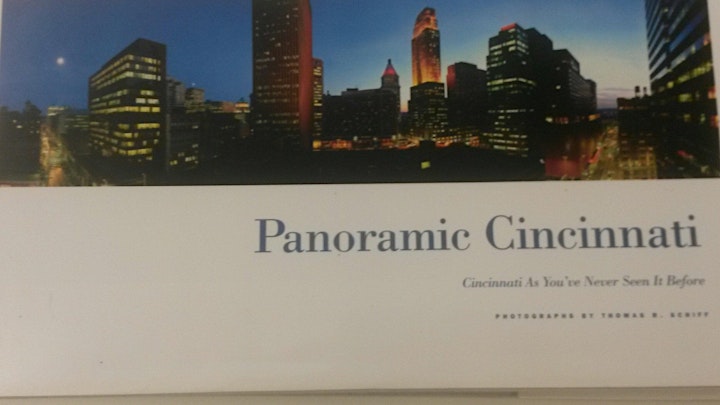 Panoramic Cincinnati
Cincinnati As You've Never Seen It Before
PHOTOGRAPHS BY THOMAS R. SCHIFF